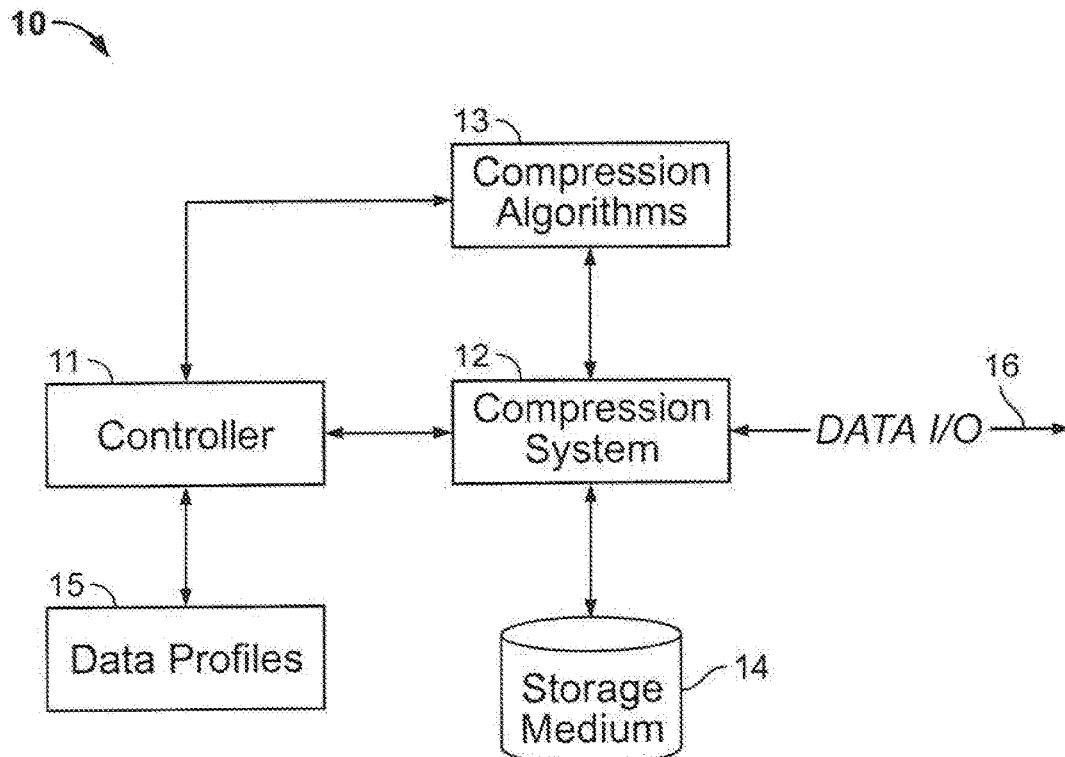 10
13
Compression
Algorithms
11
Controller
12
Compression
System
16
DATA I/O
15
Data Profiles
14
Storage
Medium